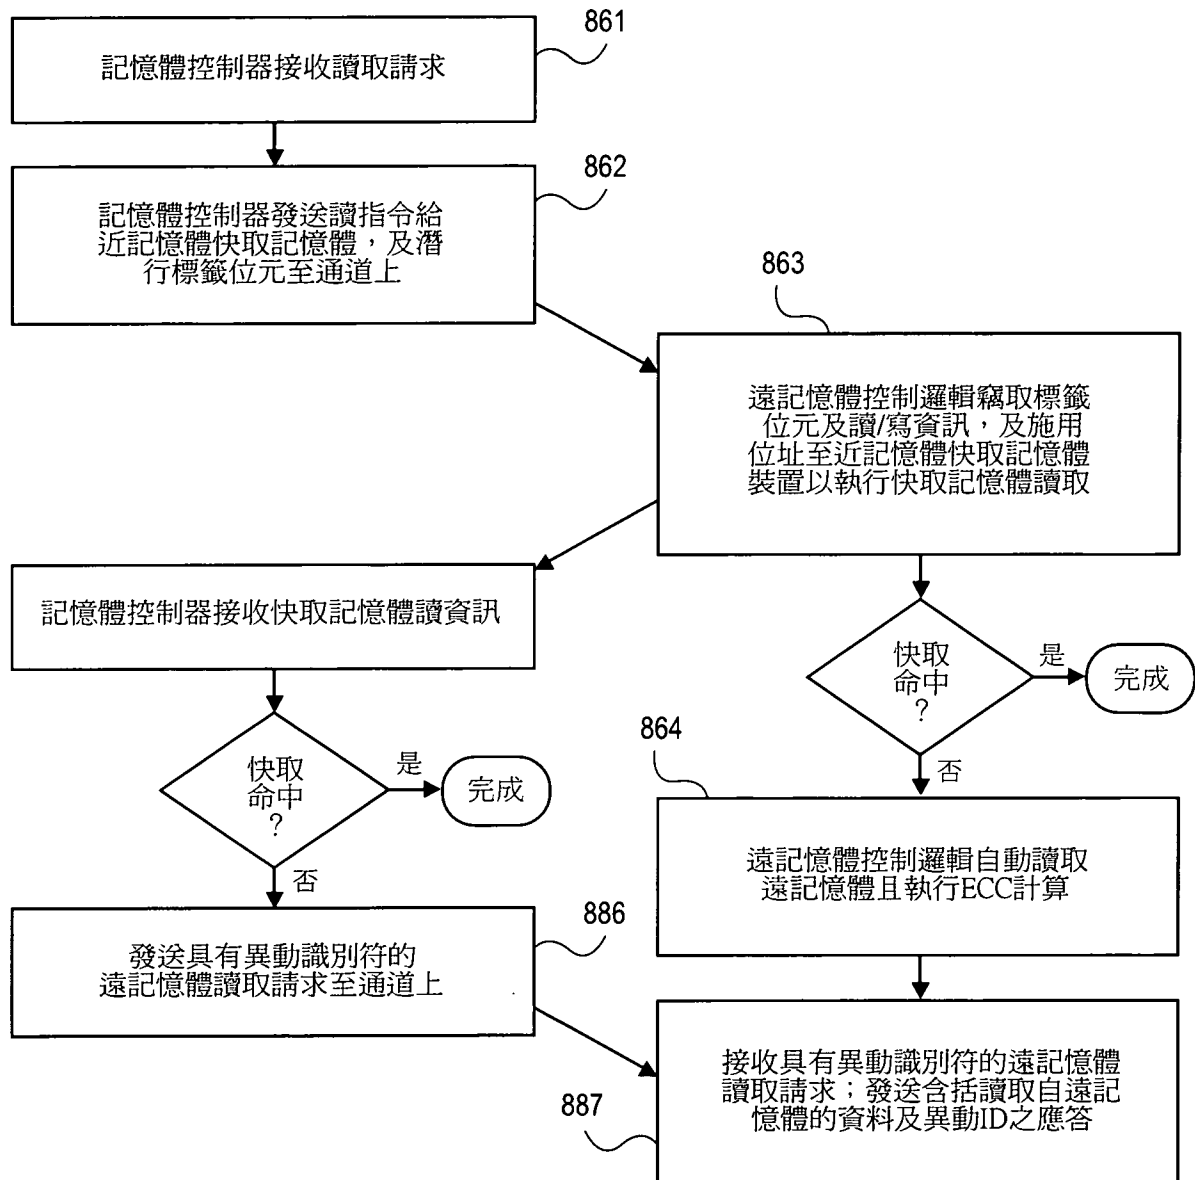 861
記憶體控制器接收讀取請求
862
記憶體控制器發送讀指令給
近記憶體快取記憶體，及潛
行標籤位元至通道上
863
遠記憶體控制邏輯竊取標籤
位元及讀/寫資訊，及施用
位址至近記憶體快取記憶體
裝置以執行快取記憶體讀取
記憶體控制器接收快取記憶體讀資訊
快取
命中
?
是
完成
否
快取
命中
?
是
完成
否
864
遠記憶體控制邏輯自動讀取
遠記憶體且執行ECC計算
886
發送具有異動識別符的
遠記憶體讀取請求至通道上
887
接收具有異動識別符的遠記憶體
讀取請求；發送含括讀取自遠記
憶體的資料及異動ID之應答